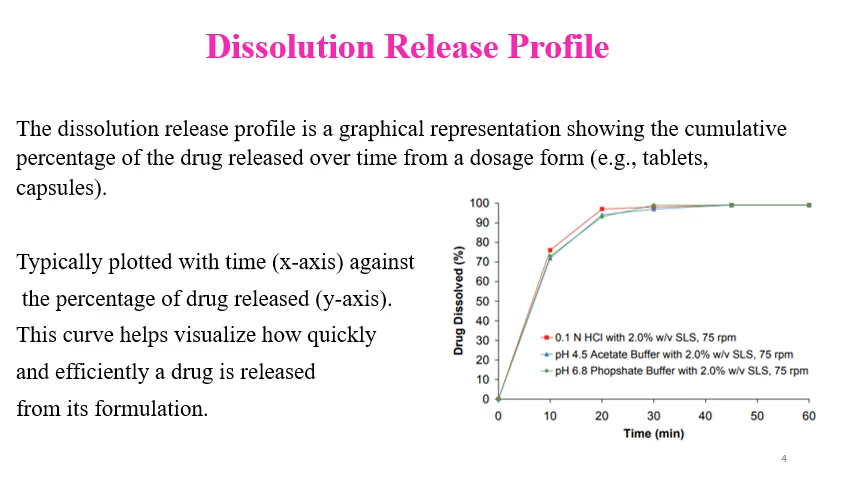 Dissolution Release Profile
The dissolution release profile is a graphical representation showing the cumulative
percentage of the drug released over time from a dosage form (e.g., tablets,
capsules).
Typically plotted with time (x-axis) against
the percentage of drug released (y-axis).
This curve helps visualize how quickly
and efficiently a drug is released
from its formulation.
Drug Dissolved (%)
100
90
80
70
60
50
40
30
20
10
0
0.1 N HCl with 2.0% w/v SLS, 75 rpm
pH 4.5 Acetate Buffer with 2.0% w/v SLS, 75 rpm
pH 6.8 Phopshate Buffer with 2.0% w/v SLS, 75 rpm
0 10 20 30 40 50 60
Time (min)
4